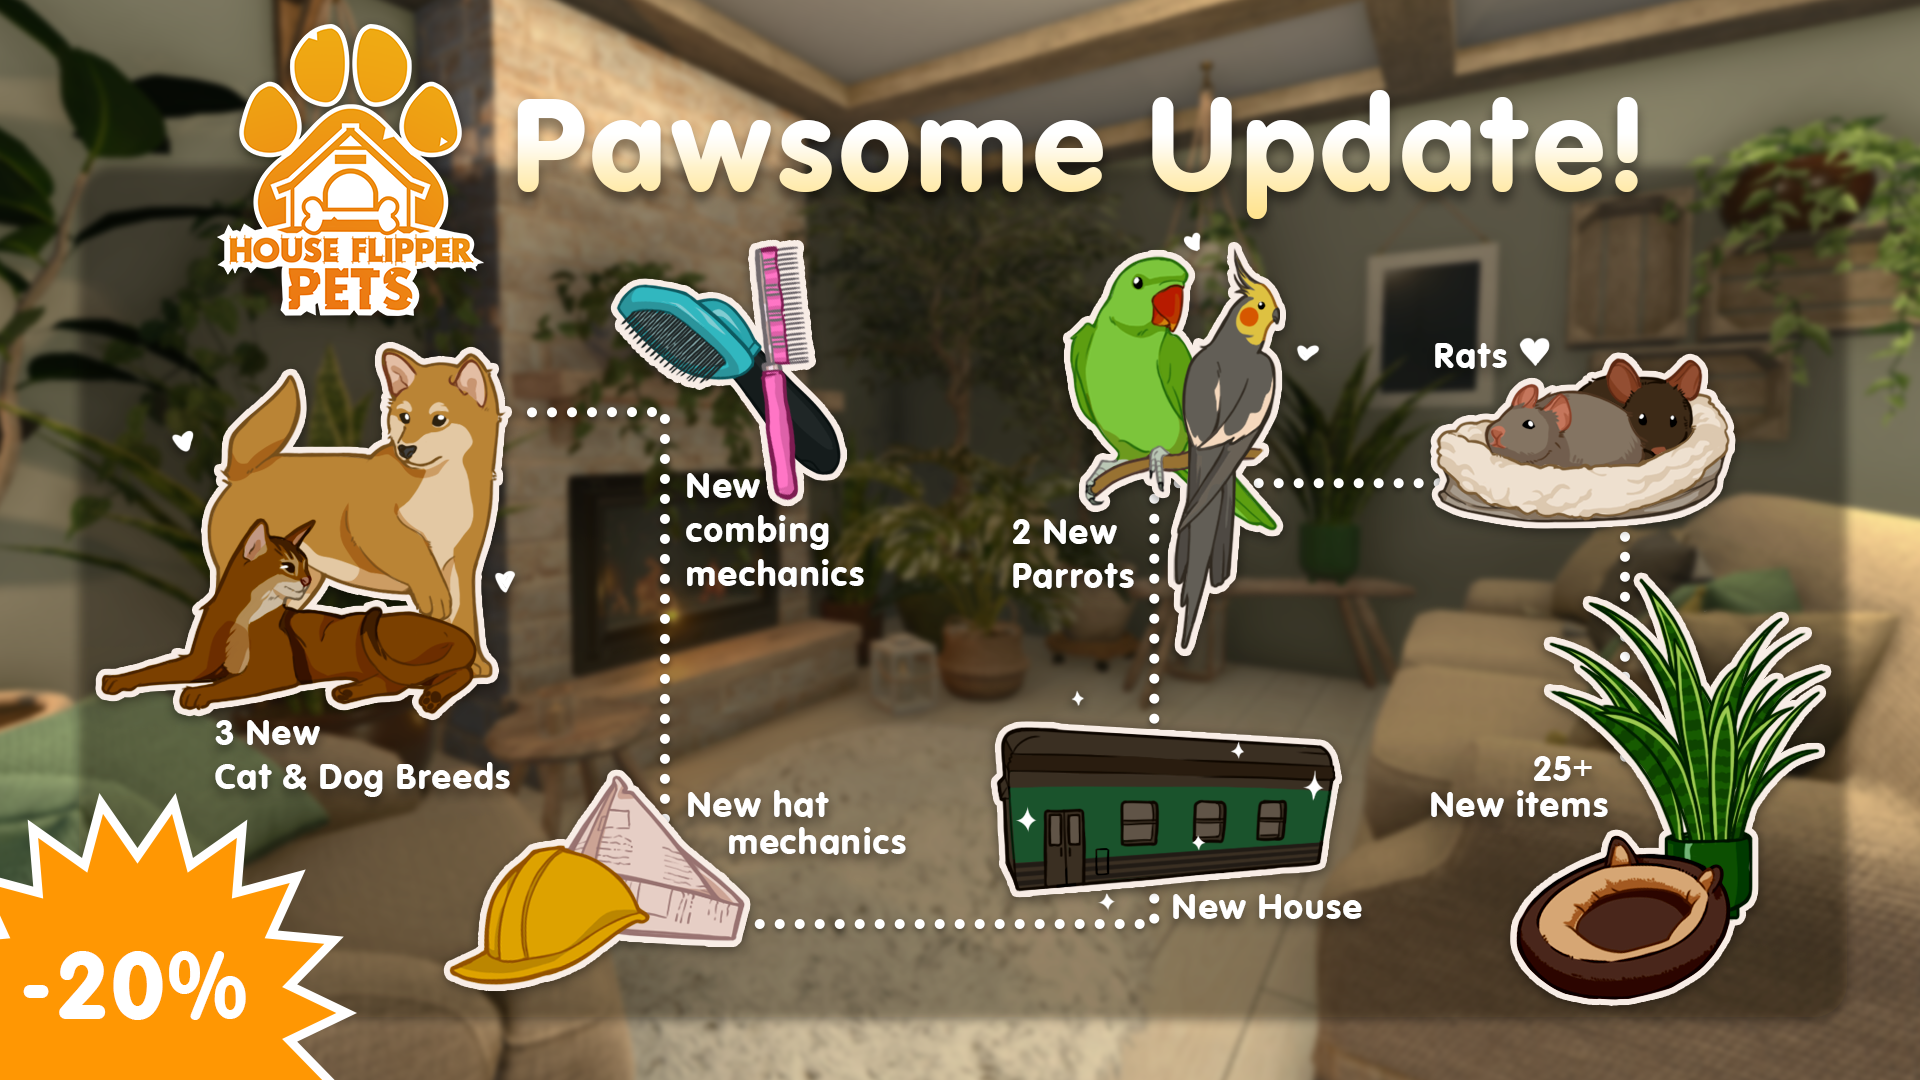 HOUSE FLIPPER
PETS
Pawsome Update!
New
combing
mechanics
2 New
Parrots
Rats
3 New
Cat & Dog Breeds
New hat
mechanics
New House
25+
New items
-20%